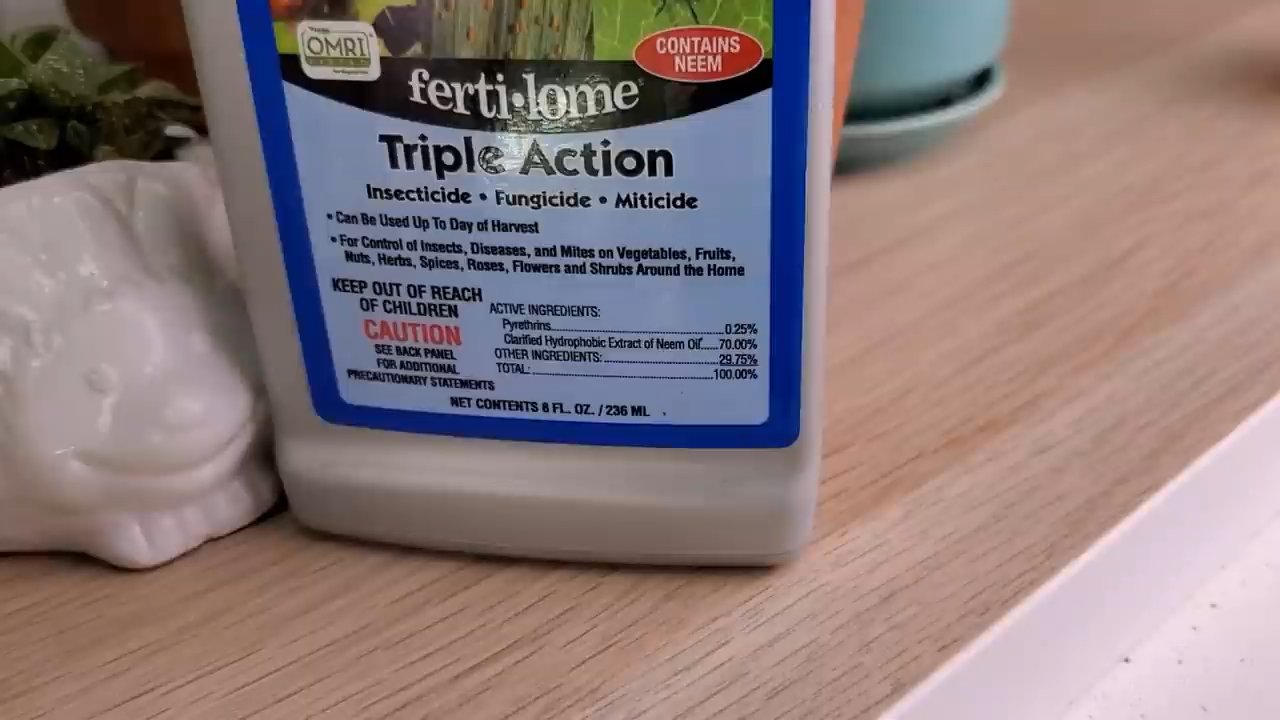 OMRI
LISTED
CONTAINS
NEEM
ferti·lome
Triple Action
Insecticide • Fungicide • Miticide
• Can Be Used Up To Day of Harvest
• For Control of Insects, Diseases, and Mites on Vegetables, Fruits,
Nuts, Herbs, Spices, Roses, Flowers and Shrubs Around the Home
KEEP OUT OF REACH
OF CHILDREN
CAUTION
SEE BACK PANEL
FOR ADDITIONAL
PRECAUTIONARY STATEMENTS
ACTIVE INGREDIENTS:
Pyrethrins 0.25%
Clarified Hydrophobic Extract of Neem Oil 70.00%
OTHER INGREDIENTS: 29.75%
TOTAL: 100.00%
NET CONTENTS 8 FL. OZ. / 236 ML